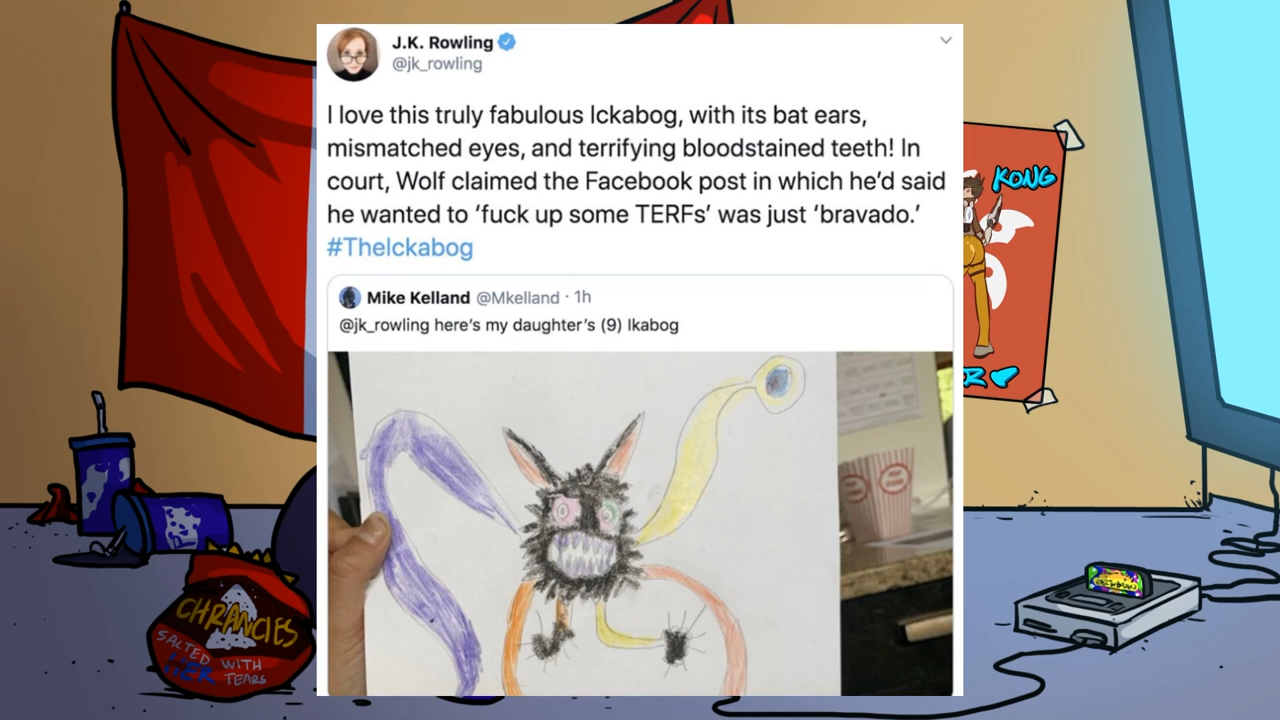 J.K. Rowling
@jk_rowling
I love this truly fabulous Ickabog, with its bat ears,
mismatched eyes, and terrifying bloodstained teeth! In
court, Wolf claimed the Facebook post in which he’d said
he wanted to ‘fuck up some TERFs’ was just ‘bravado.’
#TheIckabog
Mike Kelland @Mkelland · 1h
@jk_rowling here’s my daughter’s (9) Ikabog
KONG
CHRANCIES
SALTED WITH
HER TEARS